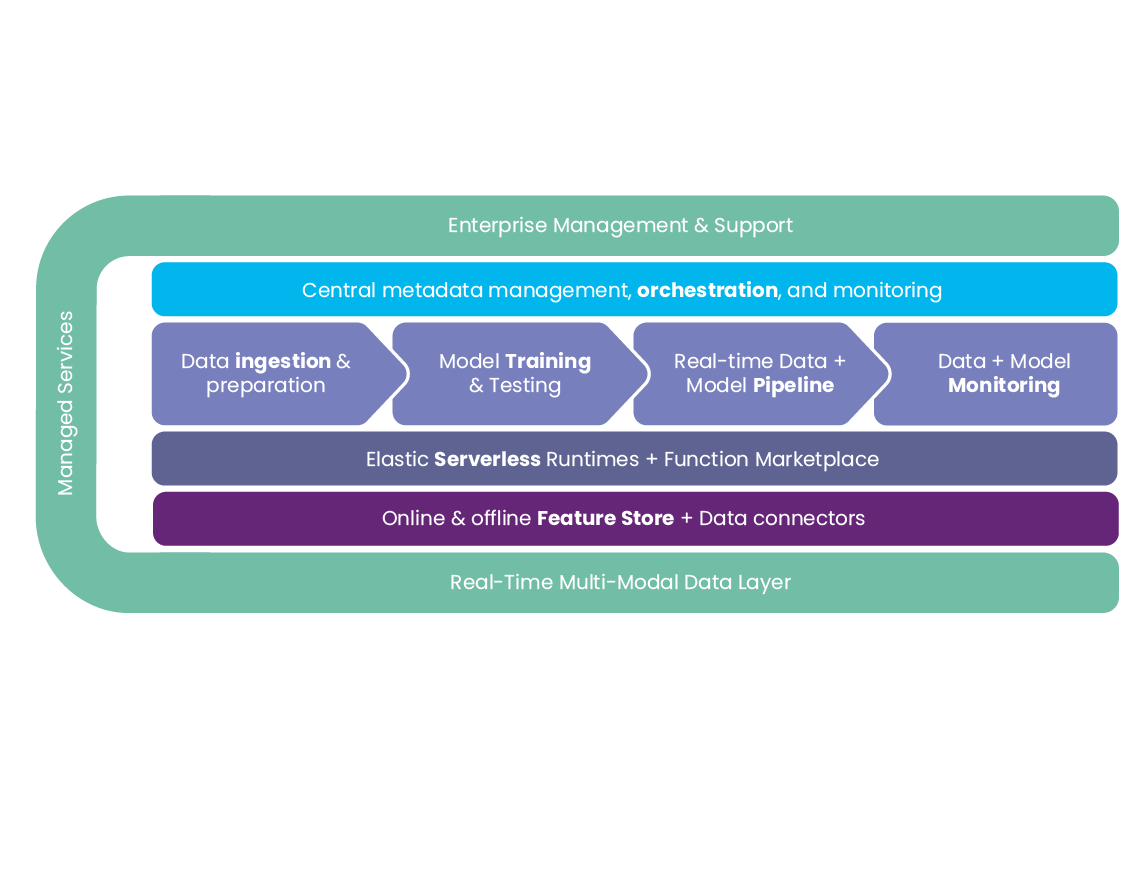 Enterprise Management & Support
Central metadata management, orchestration, and monitoring
Managed Services
Data ingestion &
preparation
Model Training
& Testing
Real-time Data +
Model Pipeline
Data + Model
Monitoring
Elastic Serverless Runtimes + Function Marketplace
Online & offline Feature Store + Data connectors
Real-Time Multi-Modal Data Layer